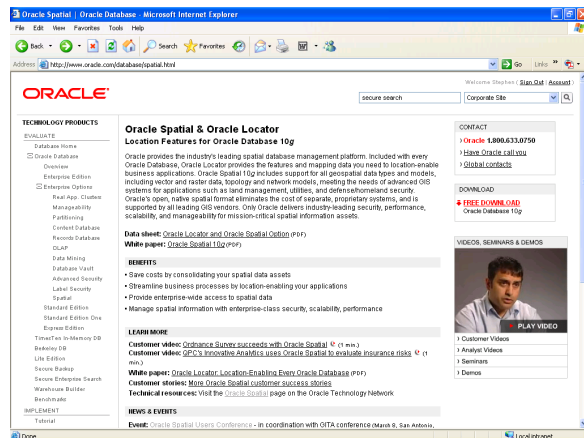 Oracle Spatial | Oracle Database - Microsoft Internet Explorer
File Edit View Favorites Tools Help
Back Search Favorites
Address http://www.oracle.com/database/spatial.html Go Links »
Welcome Stephen ( Sign Out | Account )
ORACLE
secure search Corporate Site
TECHNOLOGY PRODUCTS
EVALUATE
Database Home
Oracle Database
Overview
Enterprise Edition
Enterprise Options
Real App. Clusters
Manageability
Partitioning
Content Database
Records Database
OLAP
Data Mining
Database Vault
Advanced Security
Label Security
Spatial
Standard Edition
Standard Edition One
Express Edition
TimesTen In-Memory DB
Berkeley DB
Lite Edition
Secure Backup
Secure Enterprise Search
Warehouse Builder
Benchmarks
IMPLEMENT
Tutorial
Oracle Spatial & Oracle Locator
Location Features for Oracle Database 10g
Oracle provides the industry's leading spatial database management platform. Included with every
Oracle Database, Oracle Locator provides the features and mapping data you need to location-enable
business applications. Oracle Spatial 10g includes support for all geospatial data types and models,
including vector and raster data, topology and network models, meeting the needs of advanced GIS
systems for applications such as land management, utilities, and defense/homeland security.
Oracle's open, native spatial format eliminates the cost of separate, proprietary systems, and is
supported by all leading GIS vendors. Only Oracle delivers industry-leading security, performance,
scalability, and manageability for mission-critical spatial information assets.
Data sheet: Oracle Locator and Oracle Spatial Option (PDF)
White paper: Oracle Spatial 10g (PDF)
BENEFITS
• Save costs by consolidating your spatial data assets
• Streamline business processes by location-enabling your applications
• Provide enterprise-wide access to spatial data
• Manage spatial information with enterprise-class security, scalability, performance
LEARN MORE
Customer video: Ordnance Survey succeeds with Oracle Spatial (1 min.)
Customer video: QPC's Innovative Analytics uses Oracle Spatial to evaluate insurance risks (1
min.)
White paper: Oracle Locator: Location-Enabling Every Oracle Database (PDF)
Customer stories: More Oracle Spatial customer success stories
Technical resources: Visit the Oracle Spatial page on the Oracle Technology Network
NEWS & EVENTS
Event: Oracle Spatial Users Conference - in coordination with GITA conference (March 8, San Antonio,
CONTACT
Oracle 1.800.633.0750
Have Oracle call you
Global contacts
DOWNLOAD
FREE DOWNLOAD
Oracle Database 10g
VIDEOS, SEMINARS & DEMOS
PLAY VIDEO
Customer Videos
Analyst Videos
Seminars
Demos
Done
Local intranet